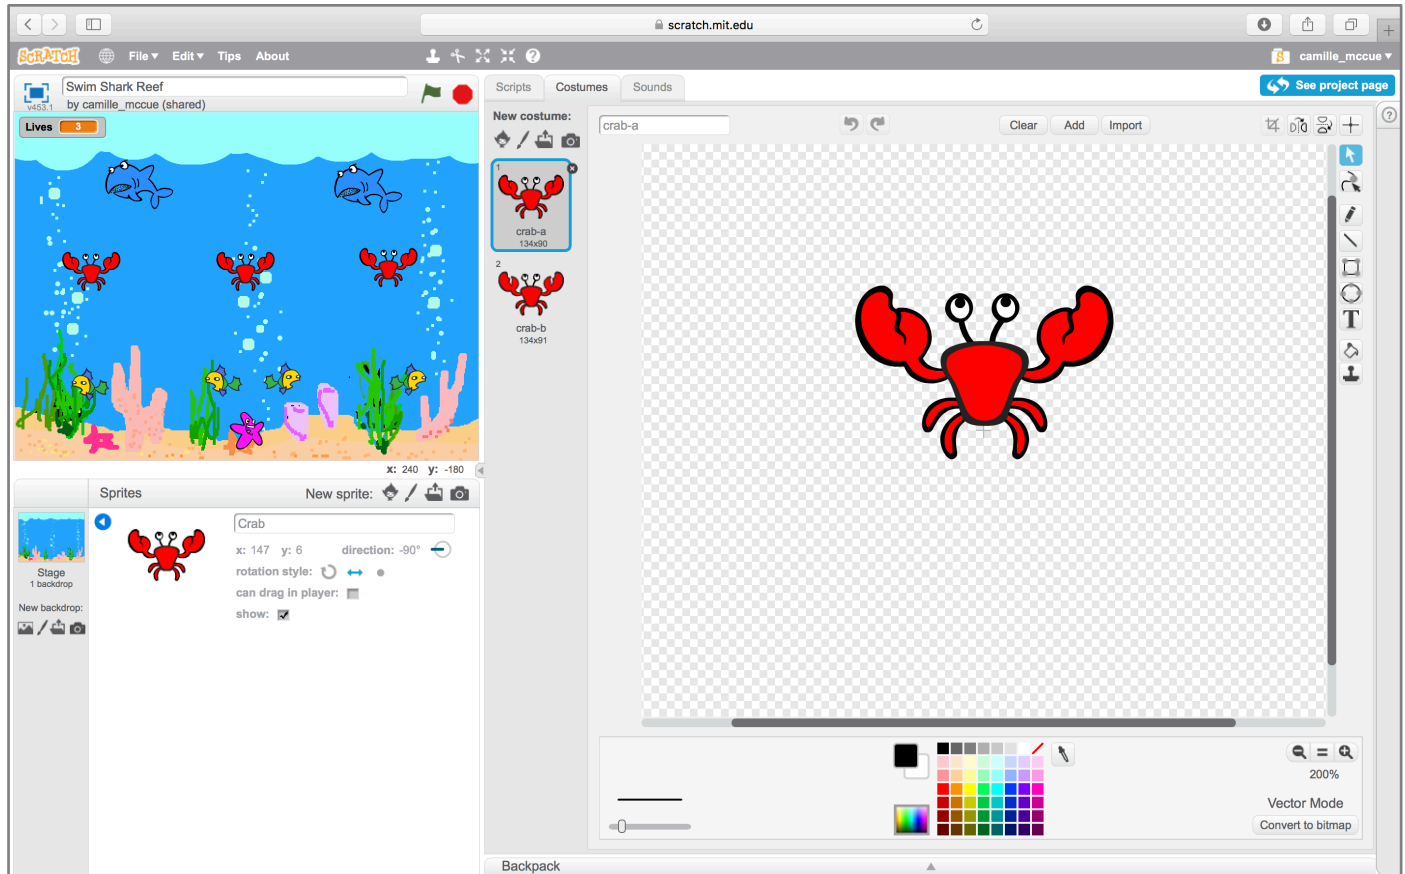 scratch.mit.edu
SCRATCH
File▼ Edit▼ Tips About
camille_mccue ▼
Swim Shark Reef
by camille_mccue (shared)
v453.1
Scripts Costumes Sounds
See project page
Lives 3
New costume:
crab-a
Clear Add Import
1
crab-a
134x90
2
crab-b
134x91
T
x: 240 y: -180
Sprites New sprite:
Crab
x: 147 y: 6 direction: -90°
rotation style:
can drag in player:
show:
Stage
1 backdrop
New backdrop:
200%
Vector Mode
Convert to bitmap
Backpack